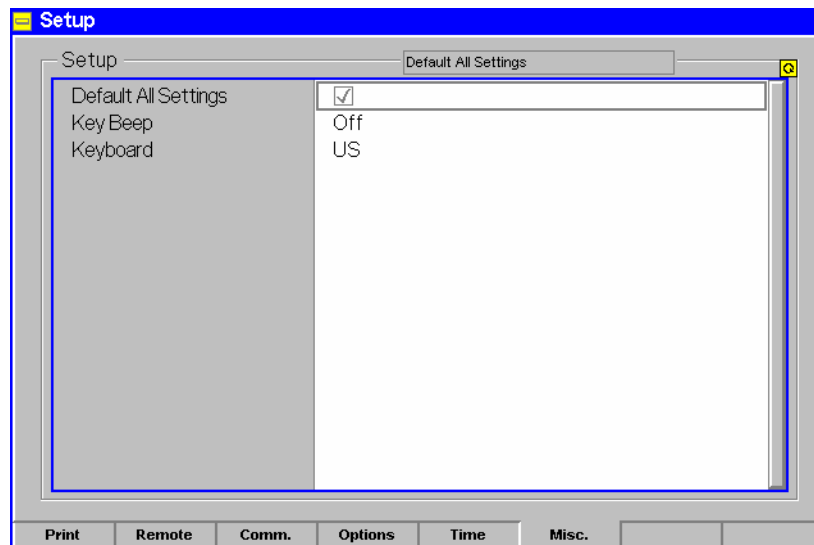 Setup
Setup Default All Settings
Default All Settings
Key Beep Off
Keyboard US
Print Remote Comm. Options Time Misc.